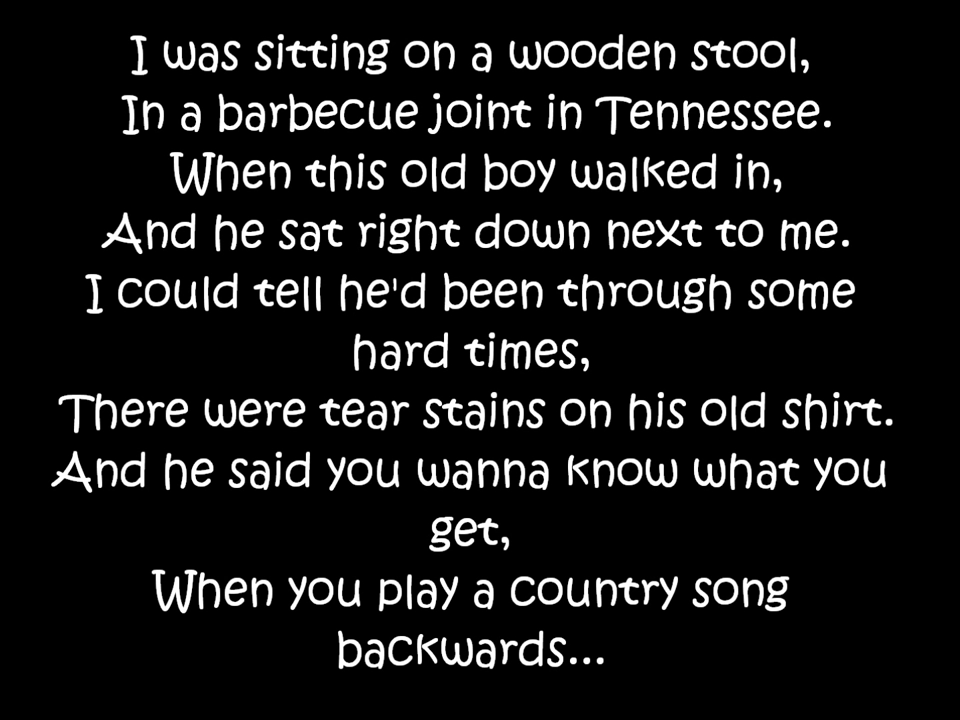 I was sitting on a wooden stool,
In a barbecue joint in Tennessee.
When this old boy walked in,
And he sat right down next to me.
I could tell he'd been through some
hard times,
There were tear stains on his old shirt.
And he said you wanna know what you
get,
When you play a country song
backwards...